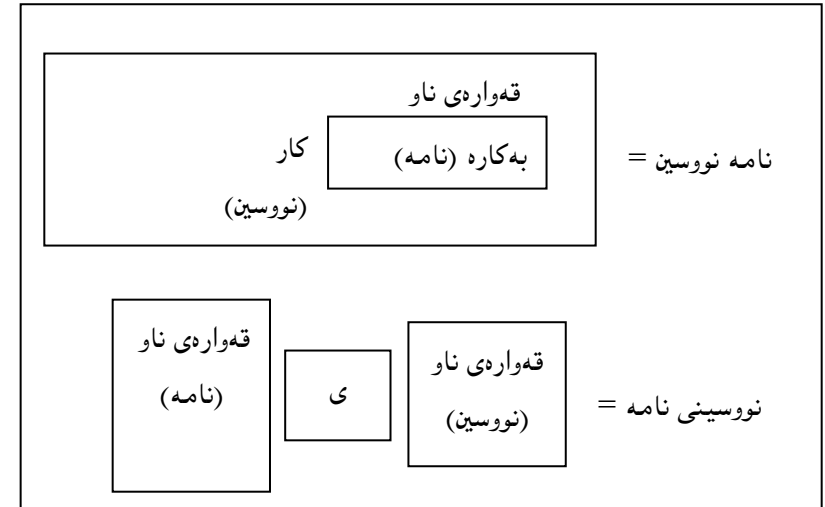 قەوارەی ناو
نامە نووسین = بەکارە (نامە) کار
(نووسین)
قەوارەی ناو ی قەوارەی ناو
نووسینی نامە = (نووسین) (نامە)